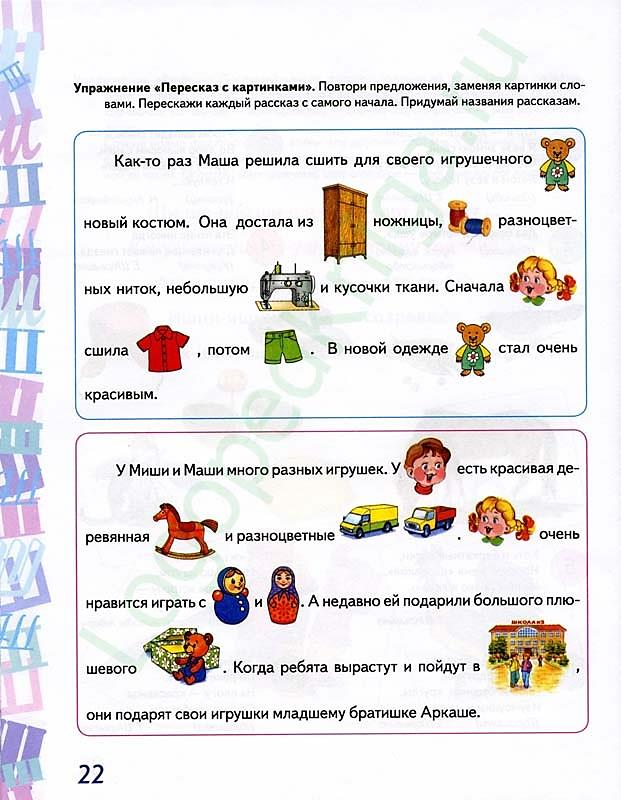 Упражнение «Пересказ с картинками». Повтори предложения, заменяя картинки сло-
вами. Перескажи каждый рассказ с самого начала. Придумай названия рассказам.
Как-то раз Маша решила сшить для своего игрушечного
новый костюм. Она достала из ножницы, разноцвет-
ных ниток, небольшую и кусочки ткани. Сначала
сшила , потом . В новой одежде стал очень
красивым.
У Миши и Маши много разных игрушек. У есть красивая де-
ревянная и разноцветные . очень
нравится играть с и . А недавно ей подарили большого плю-
ШКОЛА
шевого . Когда ребята вырастут и пойдут в ,
они подарят свои игрушки младшему братишке Аркаше.
22
logopedkniga.ru